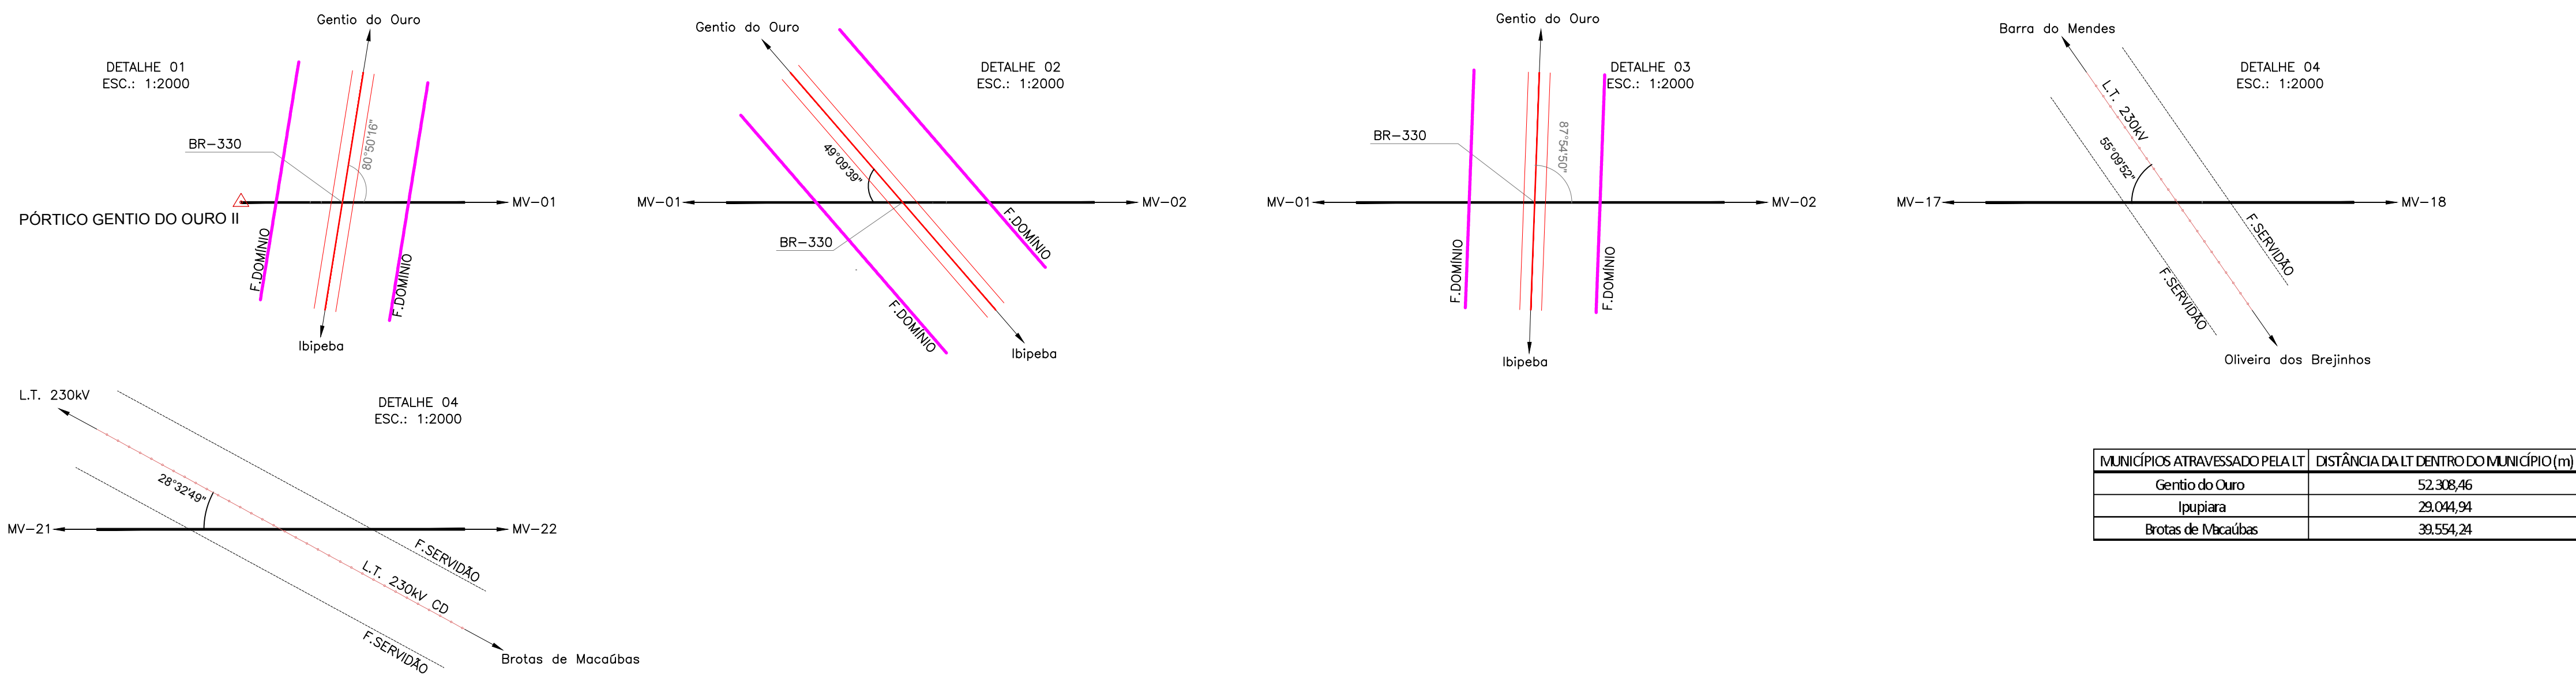 Gentio do Ouro
DETALHE 01
ESC.: 1:2000
80°50'16"
BR-330
MV-01
PÓRTICO GENTIO DO OURO II
F.DOMÍNIO
F.DOMÍNIO
Ibipeba
Gentio do Ouro
DETALHE 02
ESC.: 1:2000
49°09'39"
MV-01
MV-02
F.DOMÍNIO
BR-330
F.DOMÍNIO
Ibipeba
Gentio do Ouro
DETALHE 03
ESC.: 1:2000
BR-330
87°54'50"
MV-01
MV-02
F.DOMÍNIO
F.DOMÍNIO
Ibipeba
Barra do Mendes
DETALHE 04
ESC.: 1:2000
L.T. 230kV
55°09'52"
MV-17
MV-18
F.SERVIDÃO
F.SERVIDÃO
Oliveira dos Brejinhos
L.T. 230kV
DETALHE 04
ESC.: 1:2000
28°32'49"
MV-21
MV-22
F.SERVIDÃO
L.T. 230kV CD
F.SERVIDÃO
Brotas de Macaúbas
MUNICÍPIOS ATRAVESSADO PELA LT DISTÂNCIA DA LT DENTRO DO MUNICÍPIO (m)
Gentio do Ouro 52.308,46
Ipupiara 29.044,94
Brotas de Macaúbas 39.554,24